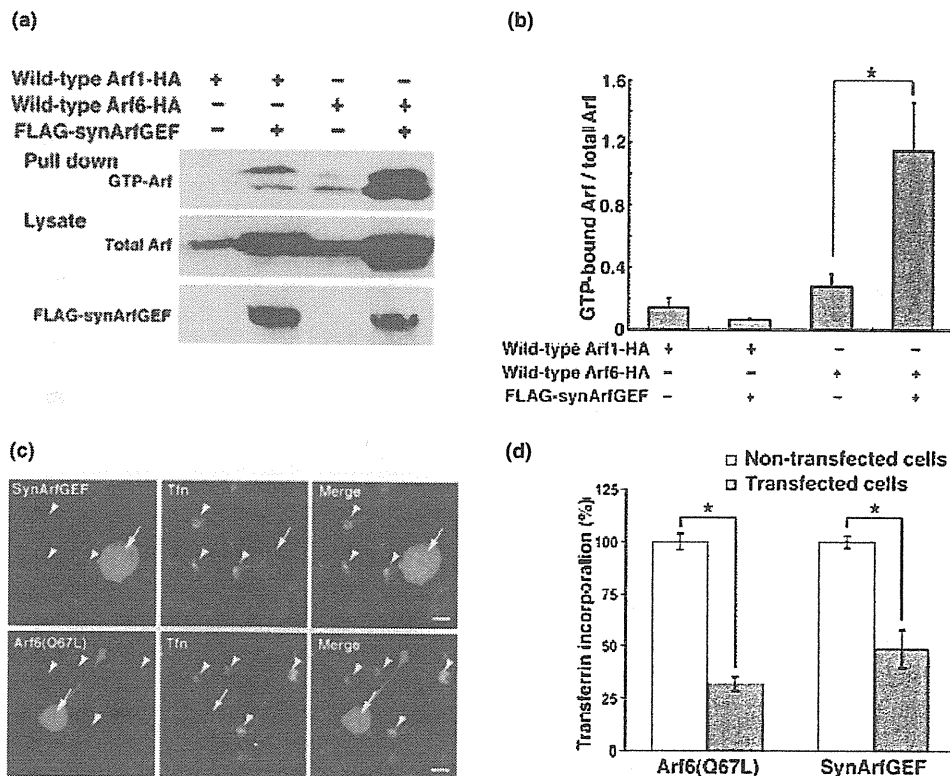 (a)
Wild-type Arf1-HA + + - -
Wild-type Arf6-HA - - + +
FLAG-synArfGEF - + - +
Pull down
GTP-Arf
Lysate
Total Arf
FLAG-synArfGEF
(b)
GTP-bound Arf / total Arf
1.6
1.2
0.8
0.4
0
*
Wild-type Arf1-HA + + - -
Wild-type Arf6-HA - - + +
FLAG-synArfGEF - + - +
(c)
SynArfGEF Tfn Merge
Arf6(Q67L) Tfn Merge
(d)
Non-transfected cells
Transfected cells
Transferrin incorporation (%)
125
100
75
50
25
0
* *
Arf6(Q67L) SynArfGEF